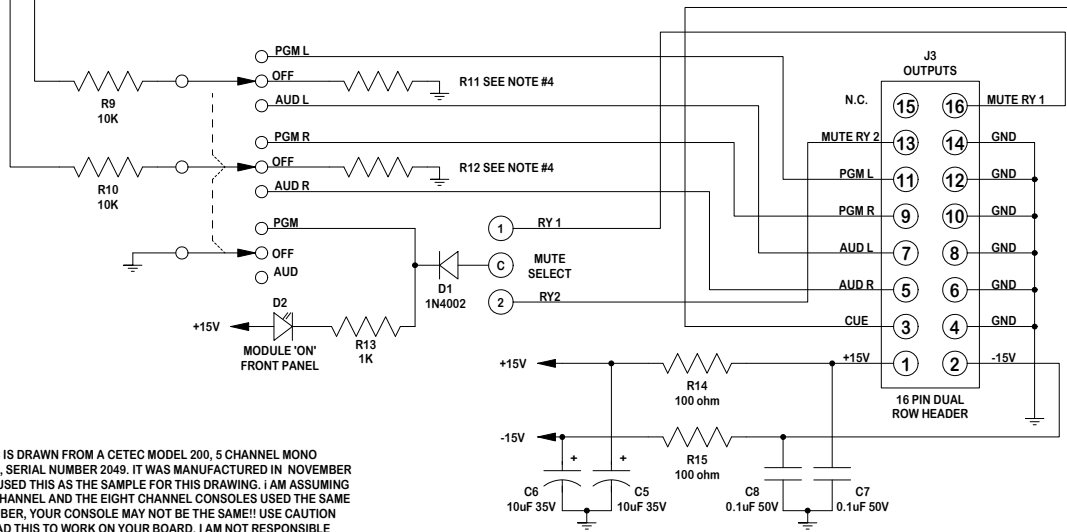 PGM L
OFF
R11 SEE NOTE #4
R9
10K
AUD L
PGM R
OFF
R12 SEE NOTE #4
R10
10K
AUD R
PGM
OFF
AUD
1
RY 1
C
MUTE
SELECT
D1
1N4002
2
RY2
D2
+15V
R13
1K
MODULE 'ON'
FRONT PANEL
J3
OUTPUTS
N.C.
15
16
MUTE RY 1
MUTE RY 2
13
14
GND
PGM L
11
12
GND
PGM R
9
10
GND
AUD L
7
8
GND
AUD R
5
6
GND
CUE
3
4
GND
+15V
1
2
-15V
16 PIN DUAL
ROW HEADER
+15V
R14
100 ohm
-15V
R15
100 ohm
+
+
C6
10uF 35V
C5
10uF 35V
C8
0.1uF 50V
C7
0.1uF 50V
IS DRAWN FROM A CETEC MODEL 200, 5 CHANNEL MONO
, SERIAL NUMBER 2049. IT WAS MANUFACTURED IN NOVEMBER
USED THIS AS THE SAMPLE FOR THIS DRAWING. i AM ASSUMING
HANNEL AND THE EIGHT CHANNEL CONSOLES USED THE SAME
BER, YOUR CONSOLE MAY NOT BE THE SAME!! USE CAUTION
AD THIS TO WORK ON YOUR BOARD. I AM NOT RESPONSIBLE